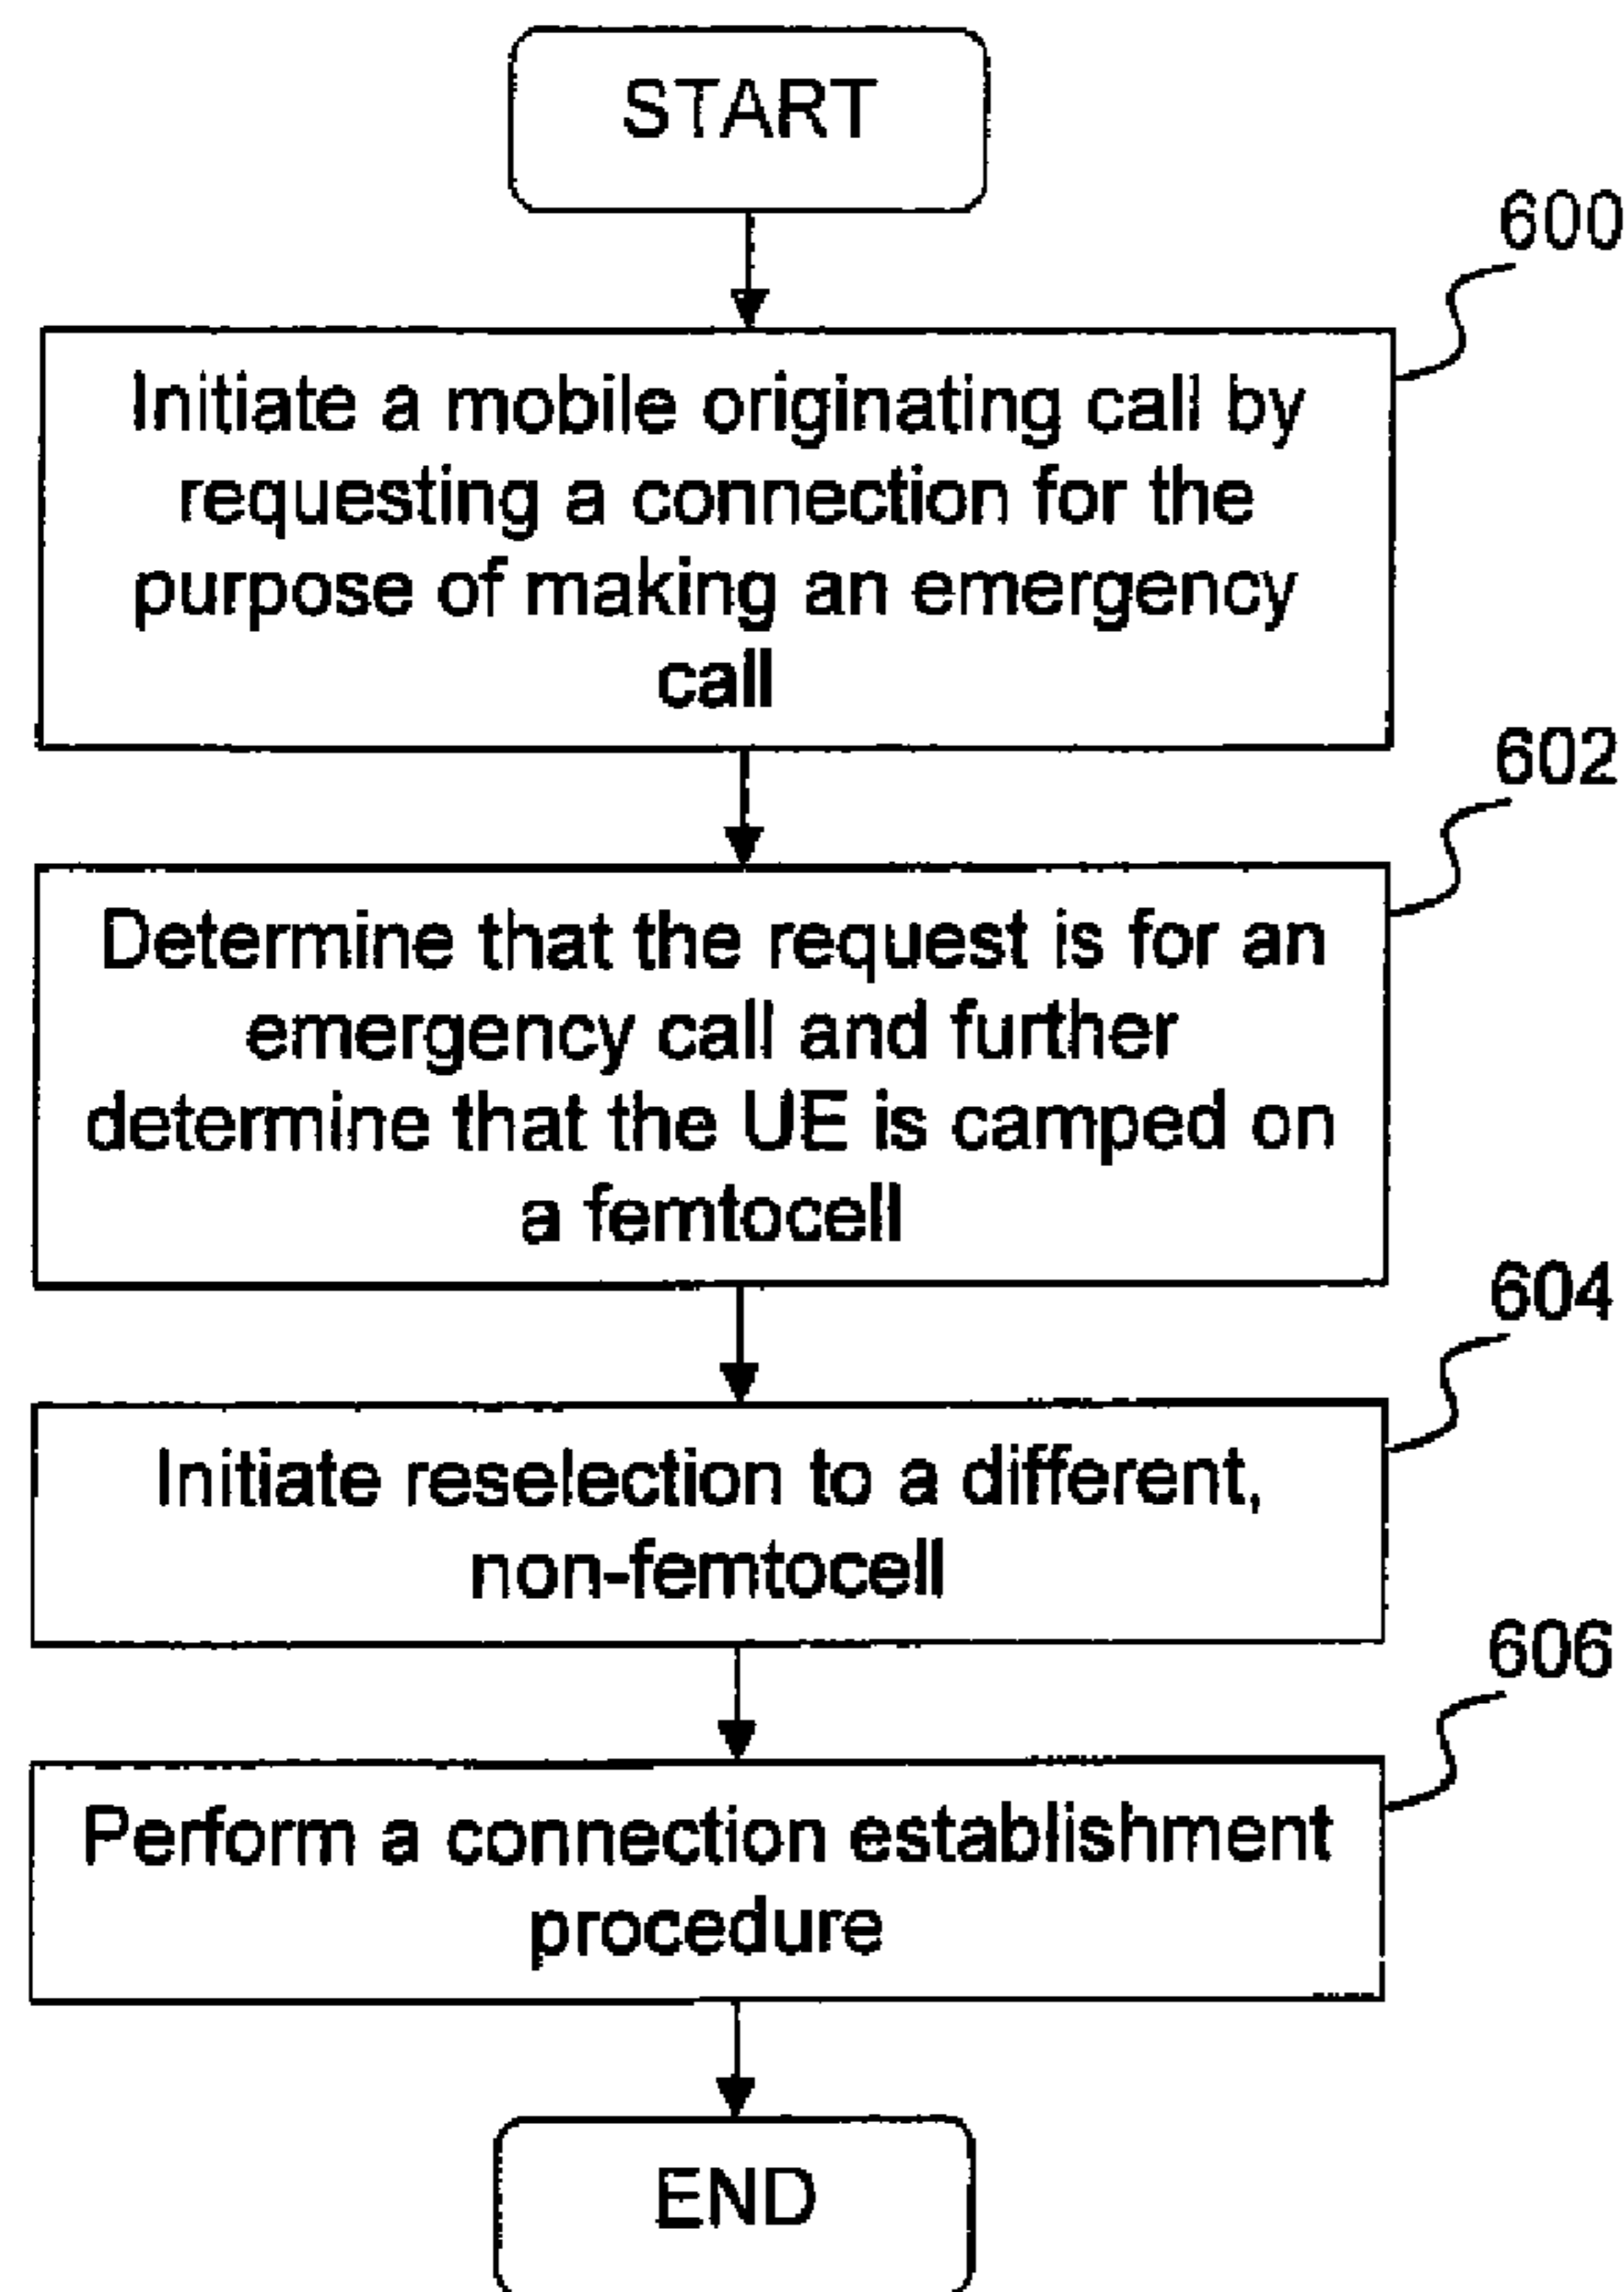 START
600
Initiate a mobile originating call by
requesting a connection for the
purpose of making an emergency
call
602
Determine that the request is for an
emergency call and further
determine that the UE is camped on
a femtocell
604
Initiate reselection to a different,
non-femtocell
606
Perform a connection establishment
procedure
END